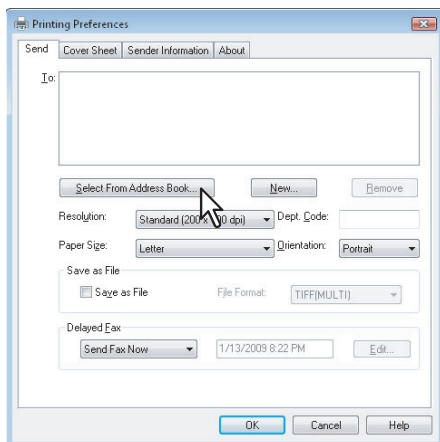 Printing Preferences
Send Cover Sheet Sender Information About
To:
Select From Address Book... New... Remove
Resolution: Standard (200 x 100 dpi) Dept. Code:
Paper Size: Letter Orientation: Portrait
Save as File
Save as File File Format: TIFF(MULTI)
Delayed Fax
Send Fax Now 1/13/2009 8:22 PM Edit...
OK Cancel Help